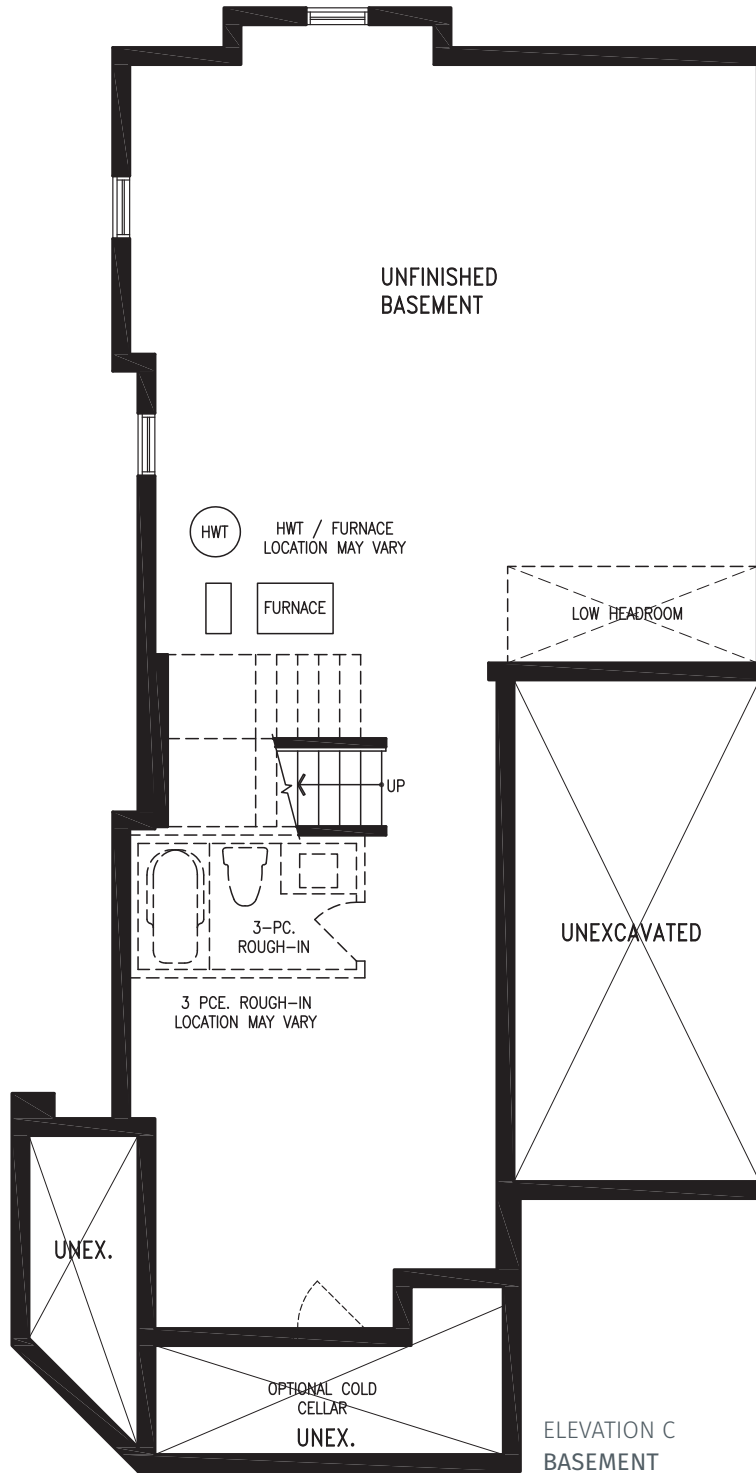 UNFINISHED
BASEMENT
HWT
HWT / FURNACE
LOCATION MAY VARY
FURNACE
LOW HEADROOM
UP
3-PC.
ROUGH-IN
UNEXCAVATED
3 PCE. ROUGH-IN
LOCATION MAY VARY
UNEX.
OPTIONAL COLD
CELLAR
UNEX.
ELEVATION C
BASEMENT